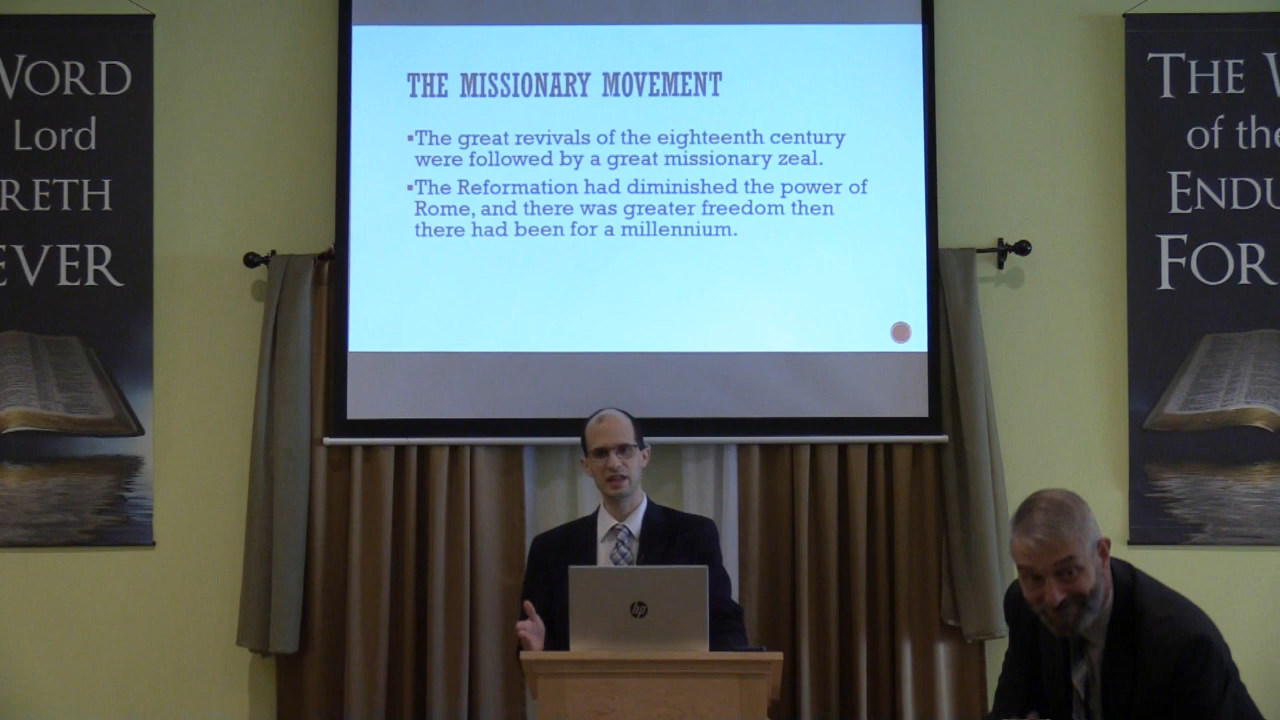 WORD
Lord
RETH
EVER
THE MISSIONARY MOVEMENT
▪The great revivals of the eighteenth century
were followed by a great missionary zeal.
▪The Reformation had diminished the power of
Rome, and there was greater freedom then
there had been for a millennium.
hp
THE W
of the
ENDU
FOR